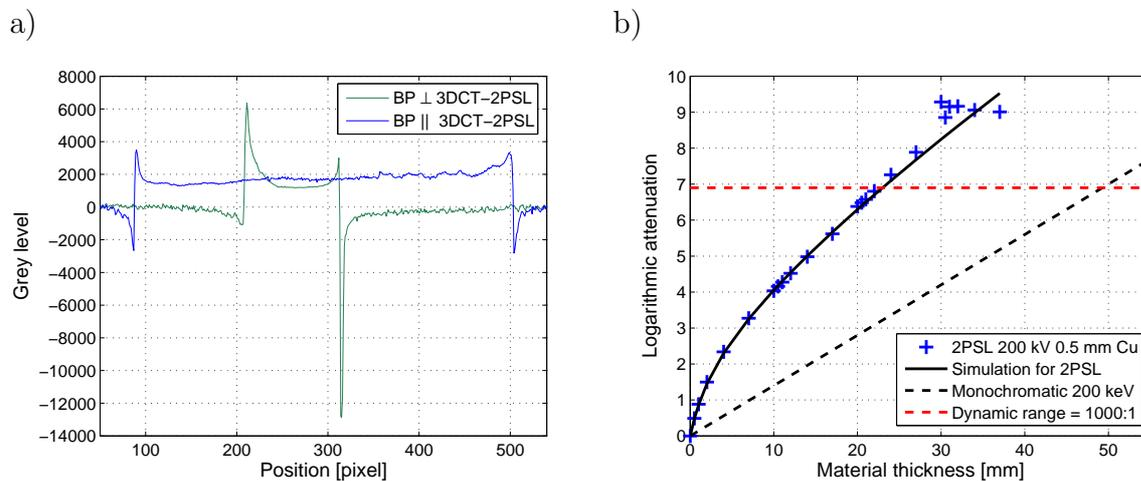 a)
8000
6000
4000
2000
0
−2000
−4000
−6000
−8000
−10000
−12000
−14000
Grey level
100
200
300
400
500
Position [pixel]
BP ⊥ 3DCT−2PSL
BP || 3DCT−2PSL
b)
10
9
8
7
6
5
4
3
2
1
0
Logarithmic attenuation
0
10
20
30
40
50
Material thickness [mm]
2PSL 200 kV 0.5 mm Cu
Simulation for 2PSL
Monochromatic 200 keV
Dynamic range = 1000:1